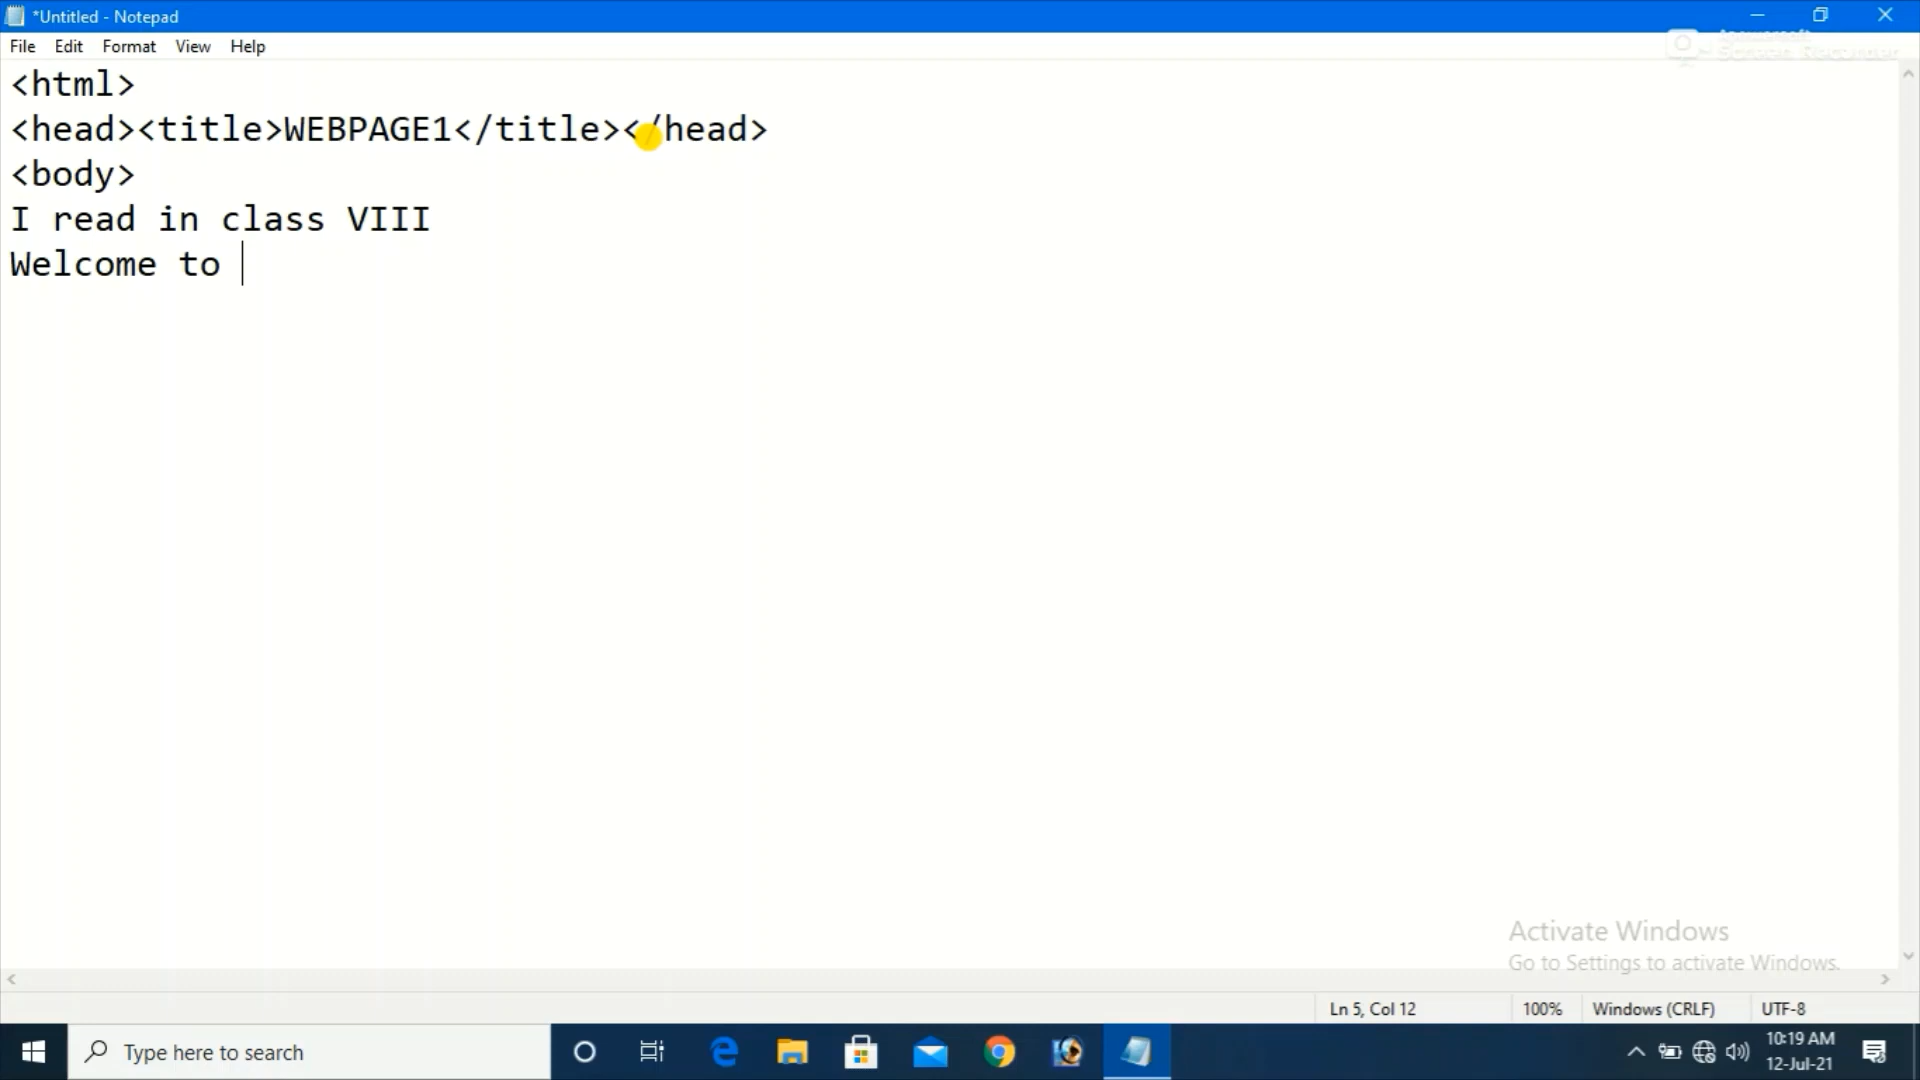 *Untitled - Notepad
File Edit Format View Help
Screen Recorder
<html>
<head><title>WEBPAGE1</title></head>
<body>
I read in class VIII
Welcome to
Activate Windows
Go to Settings to activate Windows.
Ln 5, Col 12 100% Windows (CRLF) UTF-8
Type here to search
10:19 AM
12-Jul-21